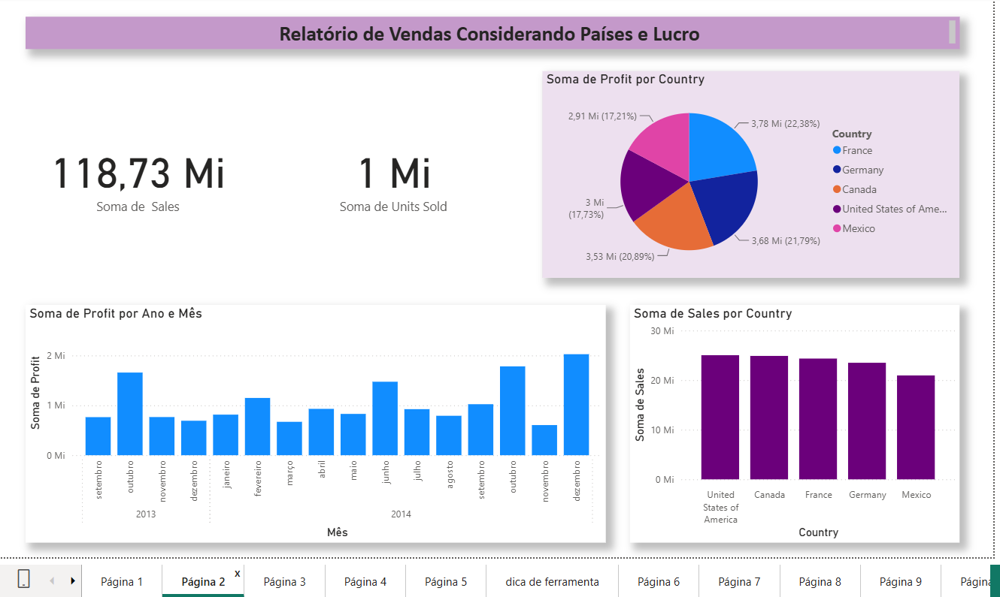 Relatório de Vendas Considerando Países e Lucro
118,73 Mi
Soma de  Sales
1 Mi
Soma de Units Sold
Soma de Profit por Country
2,91 Mi (17,21%)
3,78 Mi (22,38%)
3 Mi
(17,73%)
3,68 Mi (21,79%)
3,53 Mi (20,89%)
Country
France
Germany
Canada
United States of Ame...
Mexico
Soma de Profit por Ano e Mês
Soma de Profit
2 Mi
1 Mi
0 Mi
setembro
outubro
novembro
dezembro
janeiro
fevereiro
março
abril
maio
junho
julho
agosto
setembro
outubro
novembro
dezembro
2013
2014
Mês
Soma de Sales por Country
Soma de Sales
30 Mi
20 Mi
10 Mi
0 Mi
United
States of
America
Canada
France
Germany
Mexico
Country
Página 1
Página 2
x
Página 3
Página 4
Página 5
dica de ferramenta
Página 6
Página 7
Página 8
Página 9
Página